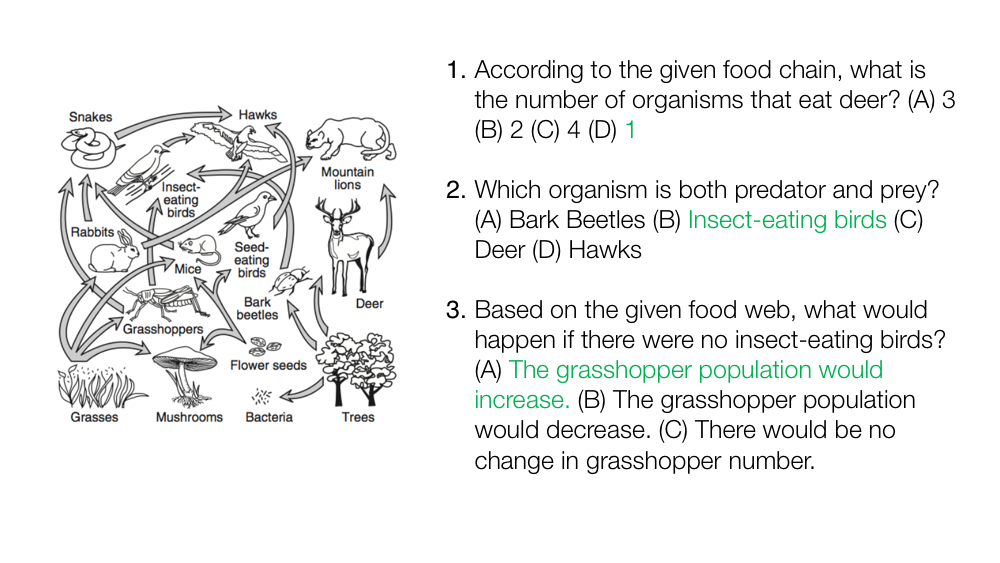 Snakes
Hawks
Mountain
lions
Insect-
eating
birds
Rabbits
Mice
Seed-
eating
birds
Deer
Bark
beetles
Grasshoppers
Flower seeds
Grasses
Mushrooms
Bacteria
Trees
1. According to the given food chain, what is
the number of organisms that eat deer? (A) 3
(B) 2 (C) 4 (D) 1
2. Which organism is both predator and prey?
(A) Bark Beetles (B) Insect-eating birds (C)
Deer (D) Hawks
3. Based on the given food web, what would
happen if there were no insect-eating birds?
(A) The grasshopper population would
increase. (B) The grasshopper population
would decrease. (C) There would be no
change in grasshopper number.